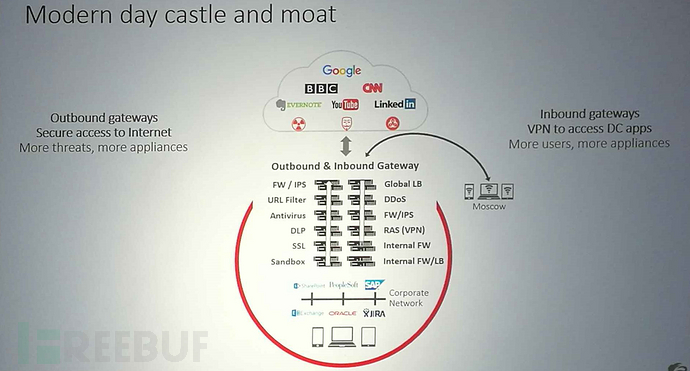 Modern day castle and moat
Google
BBC
CNN
EVERNOTE
YouTube
LinkedIn
Outbound gateways
Secure access to Internet
More threats, more appliances
Inbound gateways
VPN to access DC apps
More users, more appliances
Outbound & Inbound Gateway
FW / IPS
Global LB
URL Filter
DDoS
Antivirus
FW/IPS
DLP
RAS (VPN)
SSL
Internal FW
Sandbox
Internal FW/LB
Moscow
SharePoint
PeopleSoft
SAP
Corporate
Network
Exchange
ORACLE
JIRA
FREEBUF